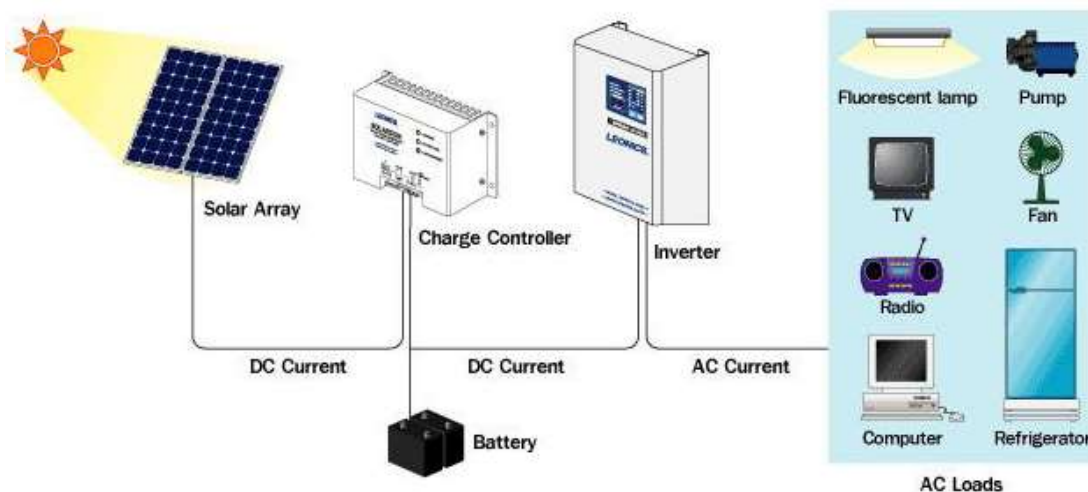 Solar Array
LEONICS
Charge Controller
LEONICS
Inverter
DC Current
DC Current
AC Current
Battery
Fluorescent lamp
Pump
TV
Fan
Radio
Computer
Refrigerator
AC Loads